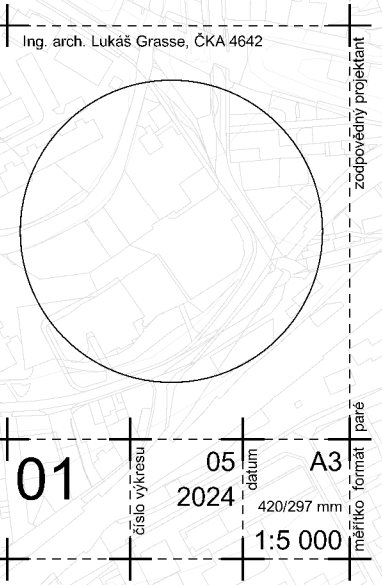 Ing. arch. Lukáš Grasse, ČKA 4642
zodpovědný projektant
paré
01
číslo výkresu
05
2024
datum
A3
420/297 mm
formát
1:5 000
měřítko